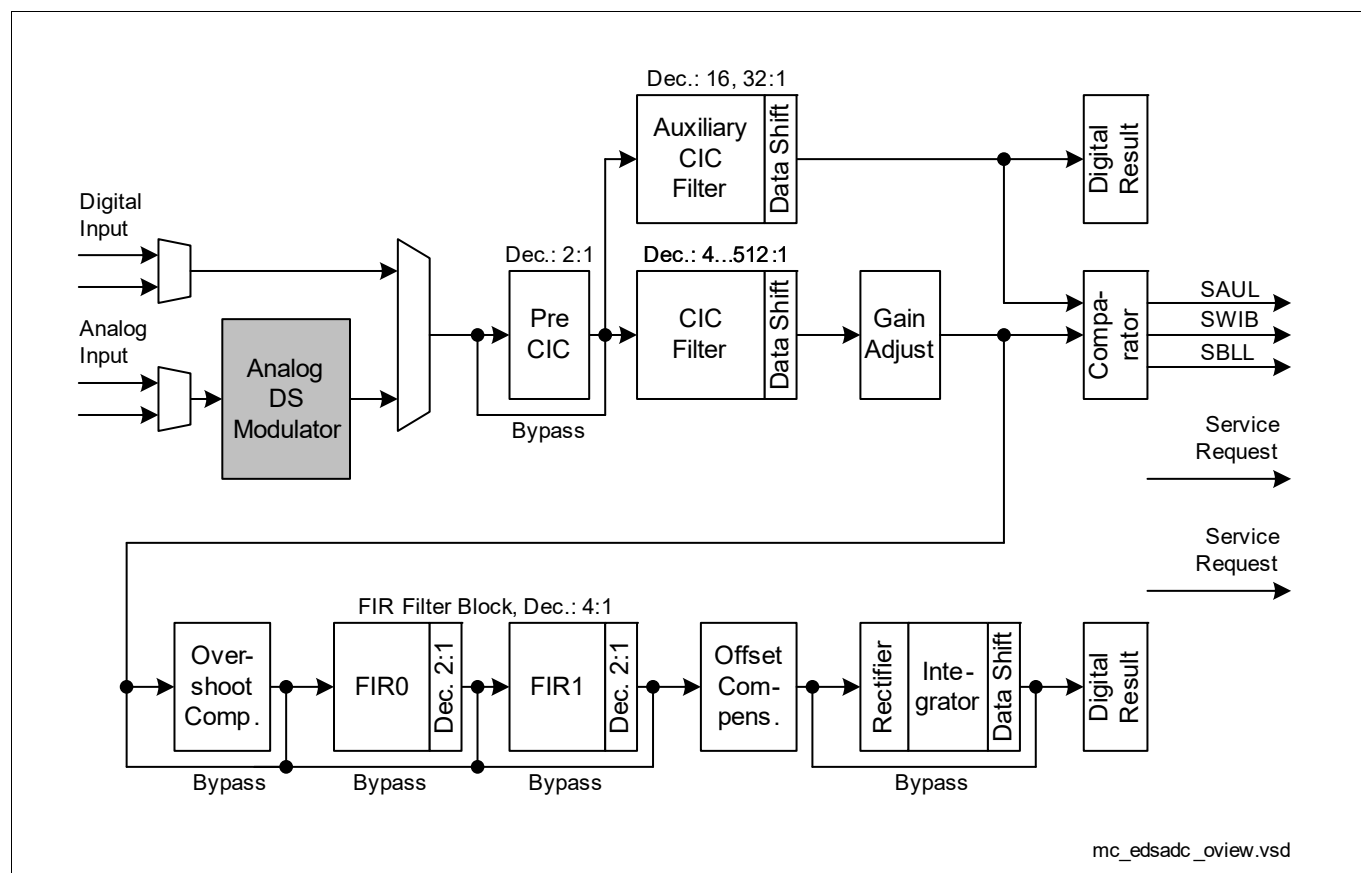 Dec.: 16, 32:1
Auxiliary
CIC
Filter
Data Shift
Digital
Result
Digital
Input
Dec.: 2:1
Dec.: 4...512:1
Pre
CIC
CIC
Filter
Data Shift
Gain
Adjust
Compa-
rator
SAUL
SWIB
SBLL
Analog
Input
Analog
DS
Modulator
Bypass
Service
Request
Service
Request
FIR Filter Block, Dec.: 4:1
Over-
shoot
Comp.
FIR0
Dec. 2:1
FIR1
Dec. 2:1
Offset
Com-
pens.
Rectifier
Inte-
grator
Data Shift
Digital
Result
Bypass
Bypass
Bypass
Bypass
mc_edsadc_oview.vsd